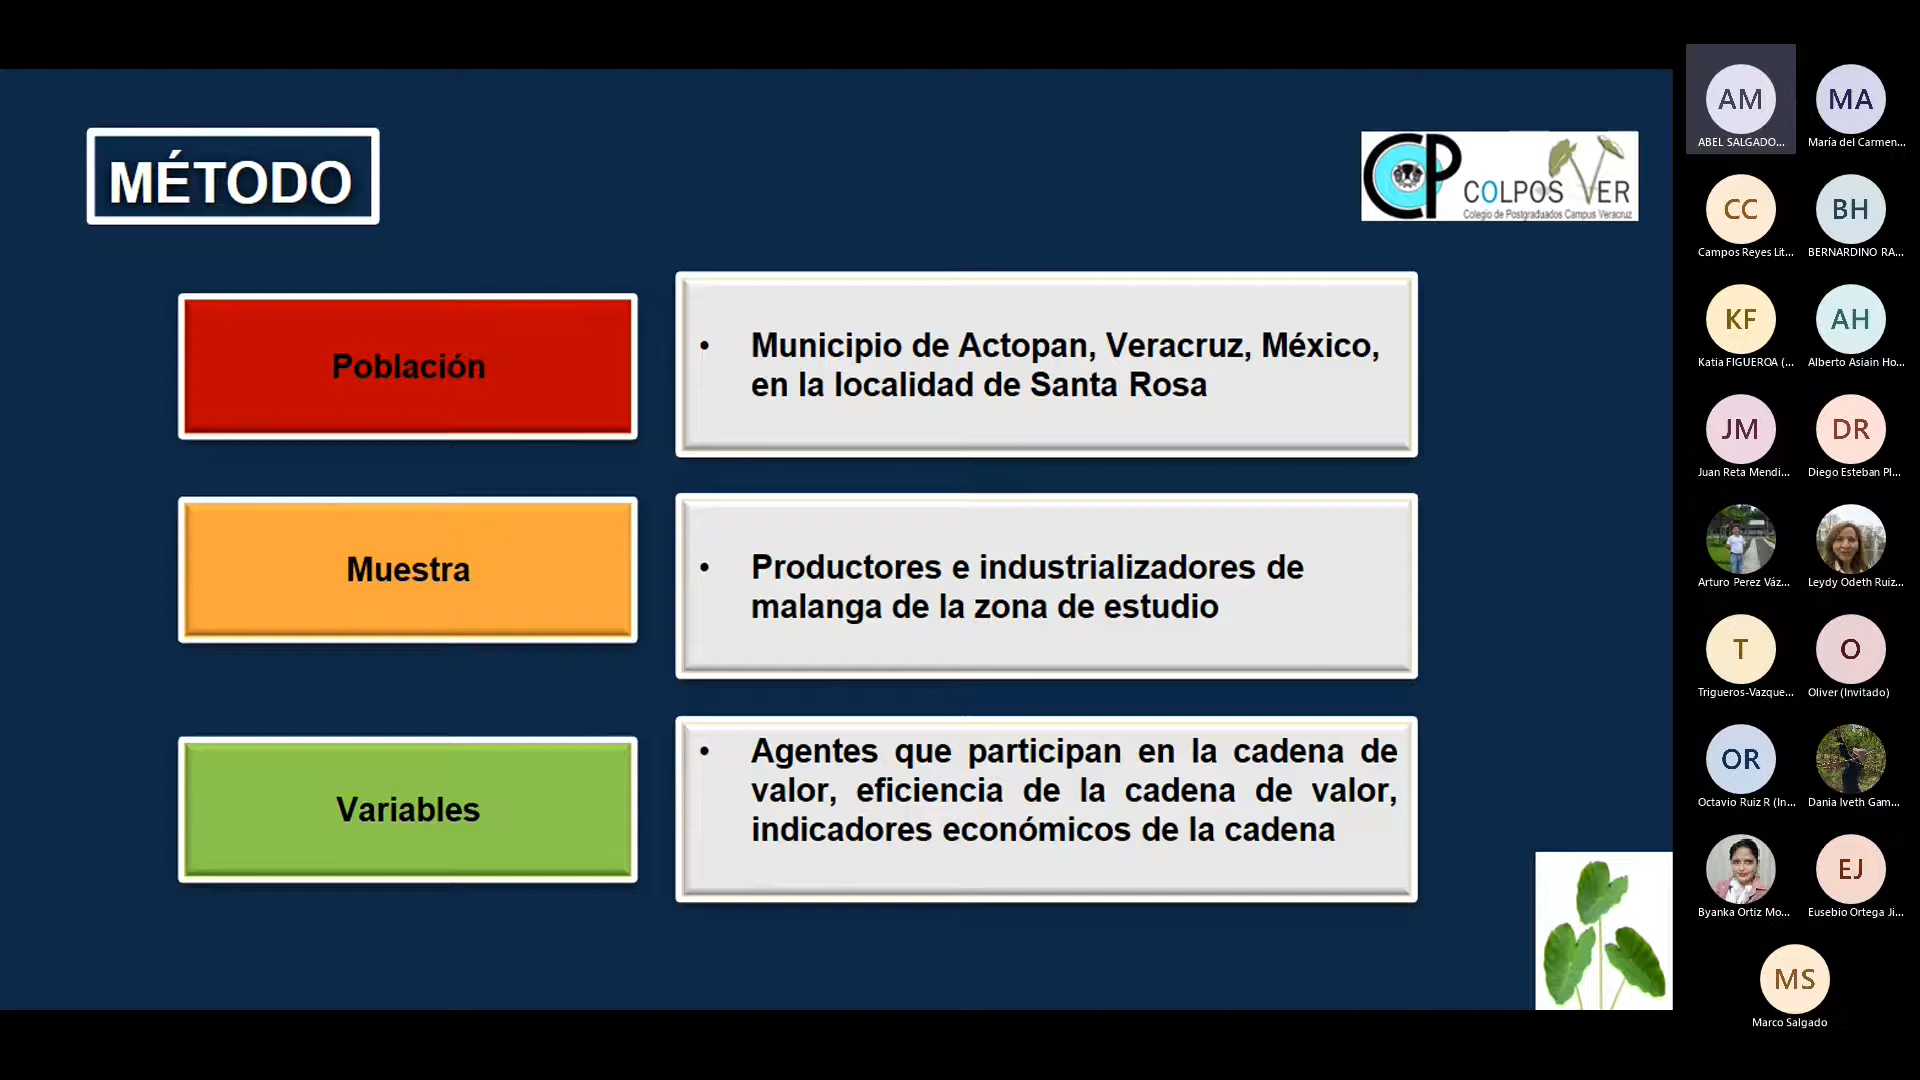 MÉTODO
CP COLPOS VER
Colegio de Postgraduados Campus Veracruz
Población
• Municipio de Actopan, Veracruz, México,
en la localidad de Santa Rosa
Muestra
• Productores e industrializadores de
malanga de la zona de estudio
Variables
• Agentes que participan en la cadena de
valor, eficiencia de la cadena de valor,
indicadores económicos de la cadena
AM
ABEL SALGADO...
MA
María del Carmen...
CC
Campos Reyes Lit...
BH
BERNARDINO RA...
KF
Katia FIGUEROA (...
AH
Alberto Asiain Ho...
JM
Juan Reta Mendi...
DR
Diego Esteban Pl...
Arturo Perez Váz...
Leydy Odeth Ruiz...
T
Trigueros-Vazque...
O
Oliver (Invitado)
OR
Octavio Ruiz R (In...
Dania Iveth Gam...
Byanka Ortiz Mo...
EJ
Eusebio Ortega Ji...
MS
Marco Salgado